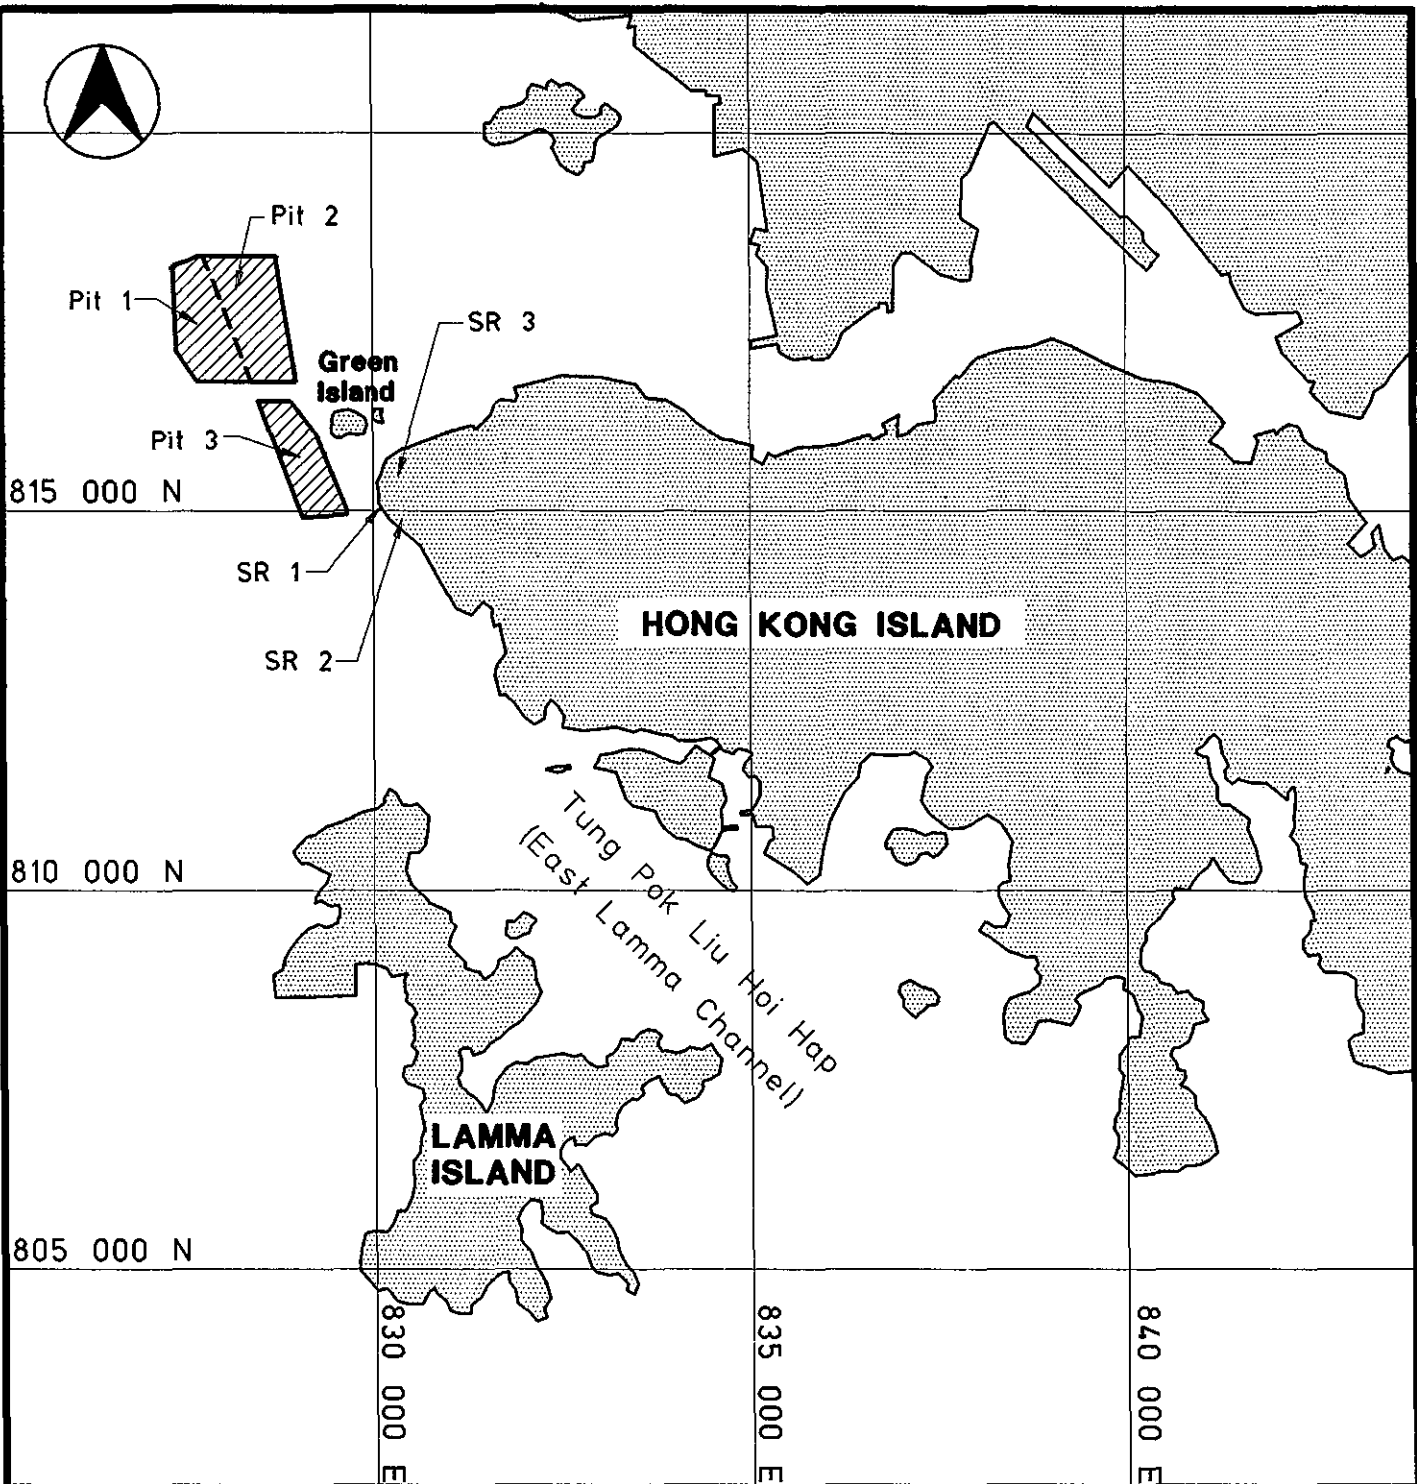 Pit 2
Pit 1
SR 3
Green
Island
Pit 3
815 000 N
SR 1
HONG KONG ISLAND
SR 2
Tung Pok Liu Hoi Hap
(East Lamma Channel)
810 000 N
LAMMA
ISLAND
805 000 N
830 000 E
835 000 E
840 000 E